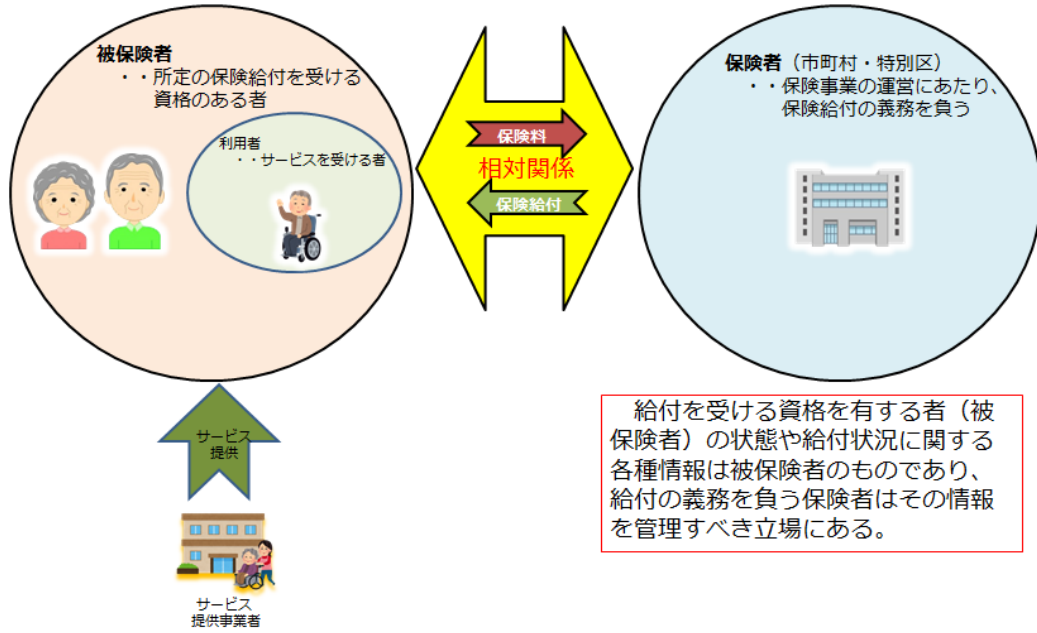 被保険者
・・所定の保険給付を受ける
資格のある者
利用者
・・サービスを受ける者
保険料
相対関係
保険給付
保険者（市町村・特別区）
・・保険事業の運営にあたり、
保険給付の義務を負う
サービス
提供
サービス
提供事業者
給付を受ける資格を有する者（被
保険者）の状態や給付状況に関する
各種情報は被保険者のものであり、
給付の義務を負う保険者はその情報
を管理すべき立場にある。